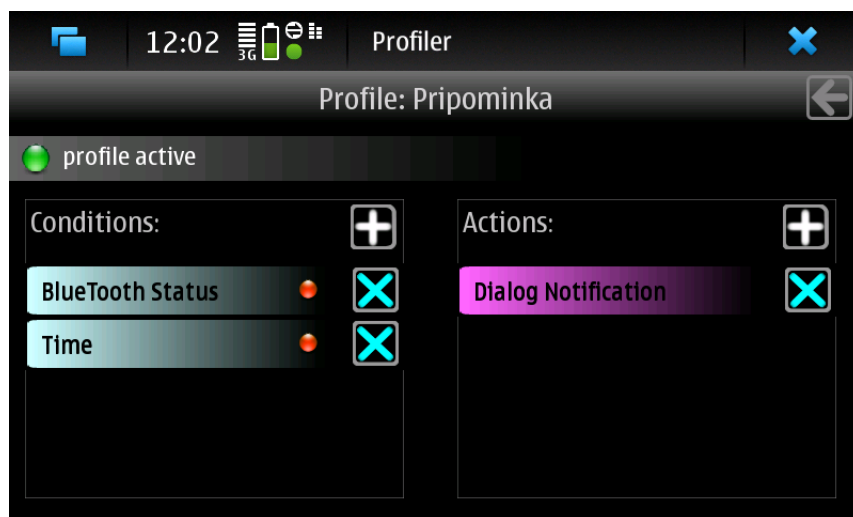 12:02 3G Profiler
Profile: Pripominka
profile active
Conditions:
Actions:
BlueTooth Status
Dialog Notification
Time